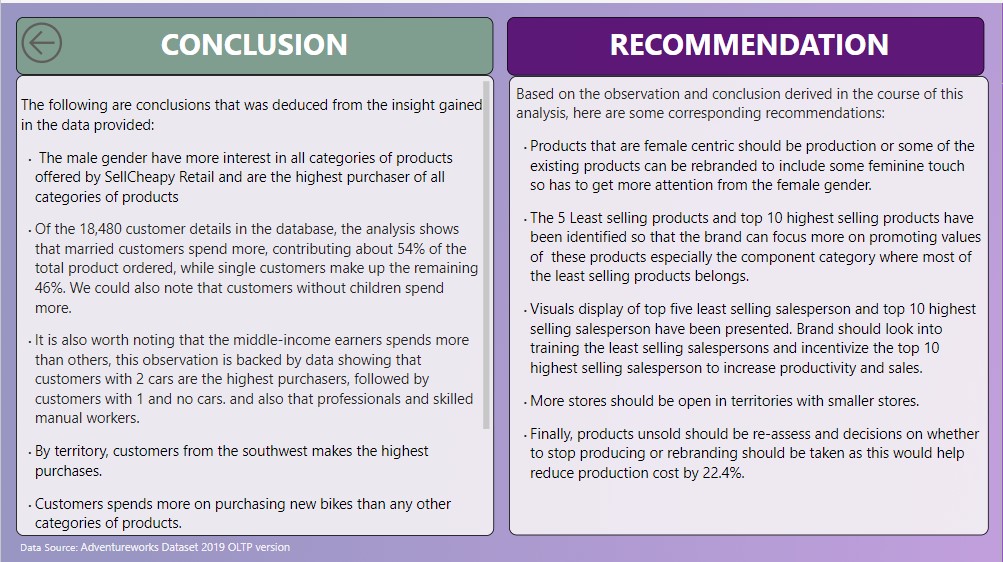 CONCLUSION
The following are conclusions that was deduced from the insight gained
in the data provided:
· The male gender have more interest in all categories of products
offered by SellCheapy Retail and are the highest purchaser of all
categories of products
· Of the 18,480 customer details in the database, the analysis shows
that married customers spend more, contributing about 54% of the
total product ordered, while single customers make up the remaining
46%. We could also note that customers without children spend
more.
· It is also worth noting that the middle-income earners spends more
than others, this observation is backed by data showing that
customers with 2 cars are the highest purchasers, followed by
customers with 1 and no cars. and also that professionals and skilled
manual workers.
· By territory, customers from the southwest makes the highest
purchases.
· Customers spends more on purchasing new bikes than any other
categories of products.
RECOMMENDATION
Based on the observation and conclusion derived in the course of this
analysis, here are some corresponding recommendations:
· Products that are female centric should be production or some of the
existing products can be rebranded to include some feminine touch
so has to get more attention from the female gender.
· The 5 Least selling products and top 10 highest selling products have
been identified so that the brand can focus more on promoting values
of these products especially the component category where most of
the least selling products belongs.
· Visuals display of top five least selling salesperson and top 10 highest
selling salesperson have been presented. Brand should look into
training the least selling salespersons and incentivize the top 10
highest selling salesperson to increase productivity and sales.
· More stores should be open in territories with smaller stores.
· Finally, products unsold should be re-assess and decisions on whether
to stop producing or rebranding should be taken as this would help
reduce production cost by 22.4%.
Data Source: Adventureworks Dataset 2019 OLTP version